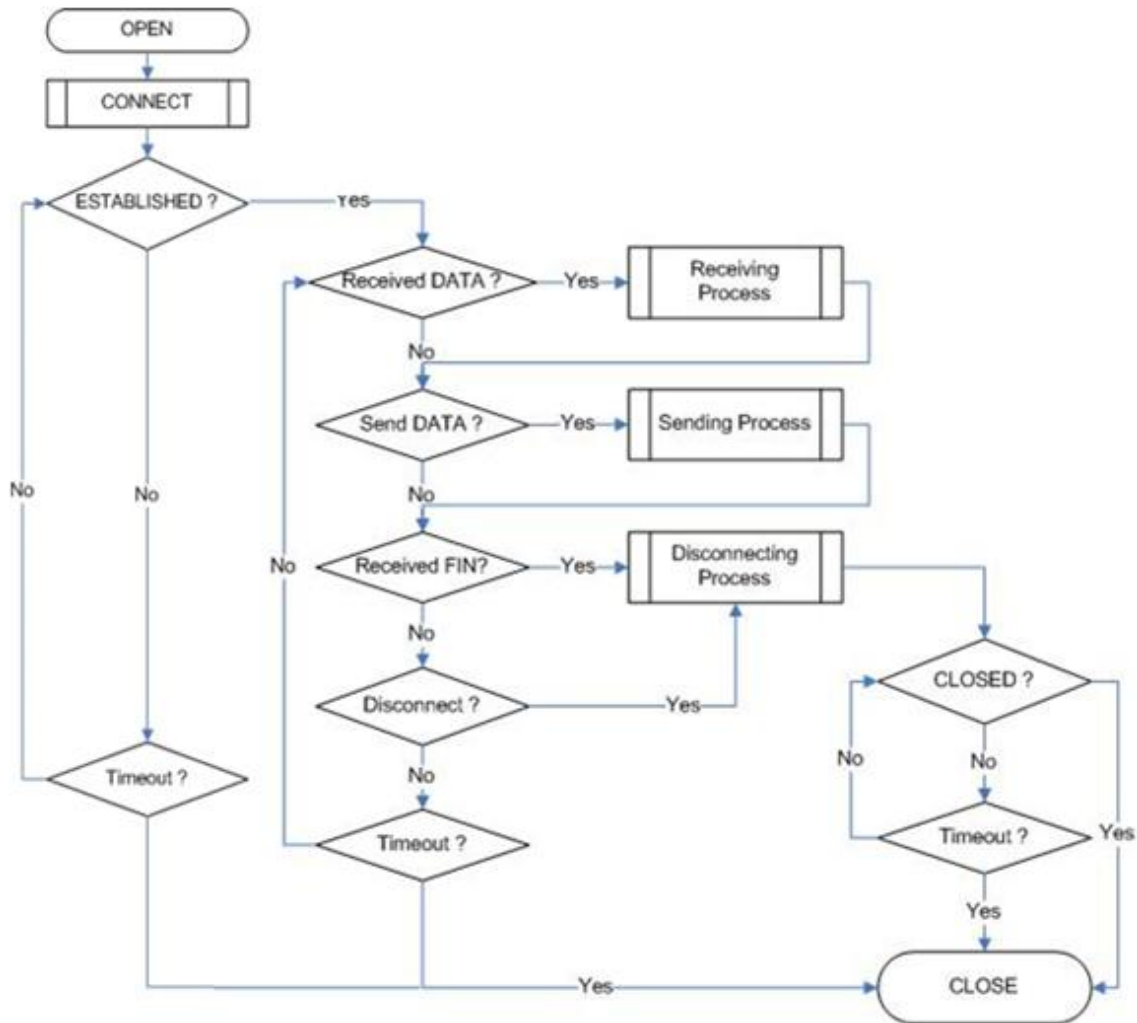 OPEN
CONNECT
ESTABLISHED ?
Yes
Received DATA ?
Yes
Receiving
Process
No
Send DATA ?
Yes
Sending Process
No
No
No
Received FIN?
Yes
Disconnecting
Process
No
No
Disconnect ?
Yes
CLOSED ?
No
No
No
Timeout ?
Timeout ?
Timeout ?
Yes
Yes
Yes
CLOSE